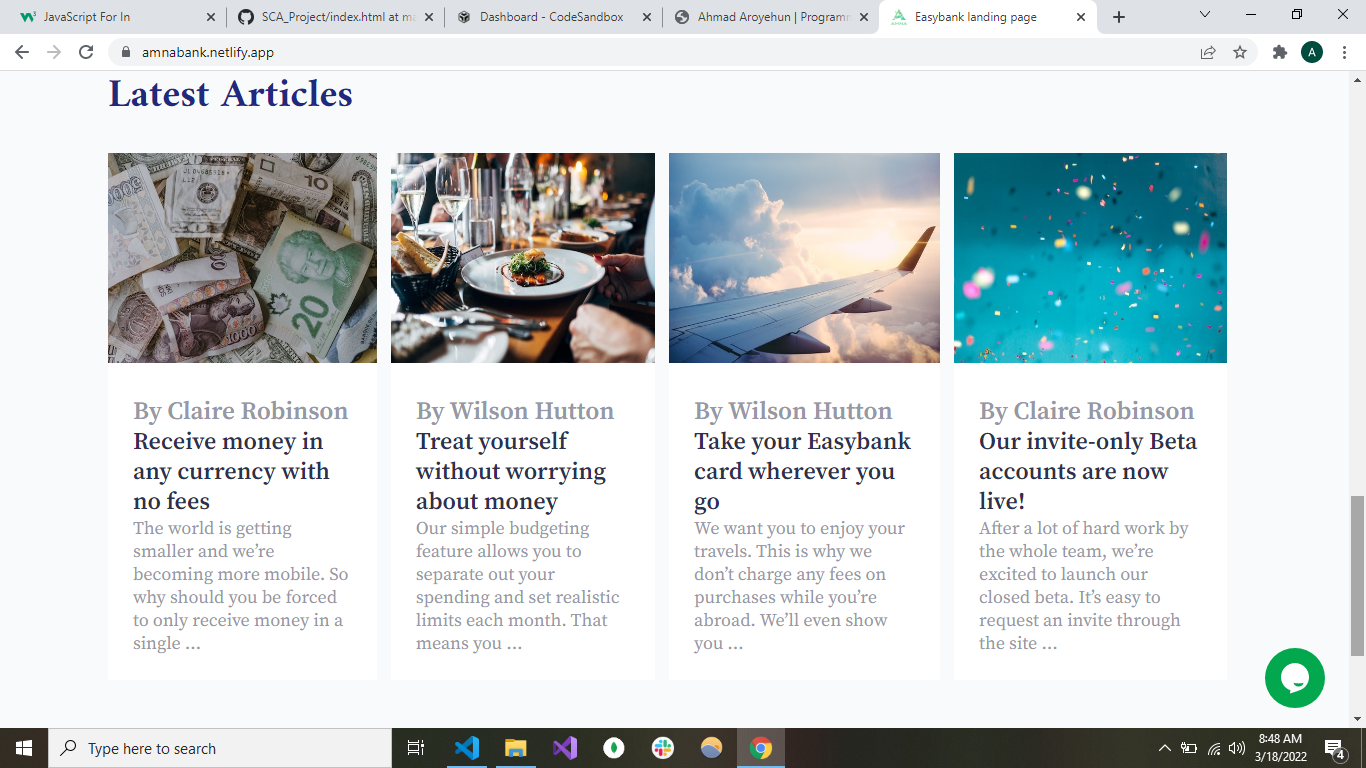 JavaScript For In
SCA_Project/index.html at ma
Dashboard - CodeSandbox
Ahmad Aroyehun | Programm
Easybank landing page
amnabank.netlify.app
A
Latest Articles
10
20
1000
By Claire Robinson
Receive money in
any currency with
no fees
The world is getting
smaller and we’re
becoming more mobile. So
why should you be forced
to only receive money in a
single …
By Wilson Hutton
Treat yourself
without worrying
about money
Our simple budgeting
feature allows you to
separate out your
spending and set realistic
limits each month. That
means you …
By Wilson Hutton
Take your Easybank
card wherever you
go
We want you to enjoy your
travels. This is why we
don’t charge any fees on
purchases while you’re
abroad. We’ll even show
you …
By Claire Robinson
Our invite-only Beta
accounts are now
live!
After a lot of hard work by
the whole team, we’re
excited to launch our
closed beta. It’s easy to
request an invite through
the site …
Type here to search
8:48 AM
3/18/2022
4